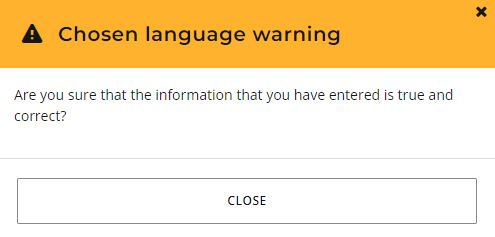 Chosen language warning
Are you sure that the information that you have entered is true and
correct?
CLOSE